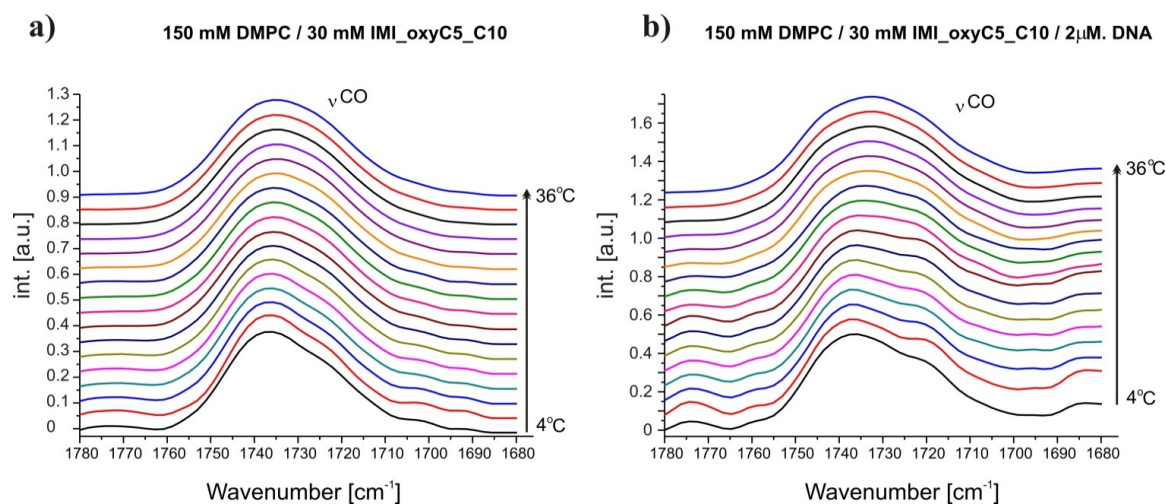 a)
150 mM DMPC / 30 mM IMI_oxyC5_C10
νCO
int. [a.u.]
1.3
1.2
1.1
1.0
0.9
0.8
0.7
0.6
0.5
0.4
0.3
0.2
0.1
0
36°C
4°C
1780 1770 1760 1750 1740 1730 1720 1710 1700 1690 1680
Wavenumber [cm⁻¹]
b)
150 mM DMPC / 30 mM IMI_oxyC5_C10 / 2μM. DNA
νCO
int. [a.u.]
1.6
1.4
1.2
1.0
0.8
0.6
0.4
0.2
0
36°C
4°C
1780 1770 1760 1750 1740 1730 1720 1710 1700 1690 1680
Wavenumber [cm⁻¹]